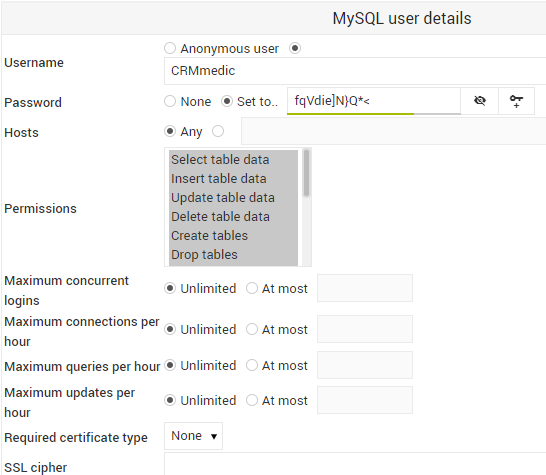 MySQL user details
Username
Anonymous user
CRMmedic
Password
None
Set to..
fqVdie]N}Q*<
Hosts
Any
Permissions
Select table data
Insert table data
Update table data
Delete table data
Create tables
Drop tables
Maximum concurrent
logins
Unlimited
At most
Maximum connections per
hour
Unlimited
At most
Maximum queries per hour
Unlimited
At most
Maximum updates per
hour
Unlimited
At most
Required certificate type
None
SSL cipher